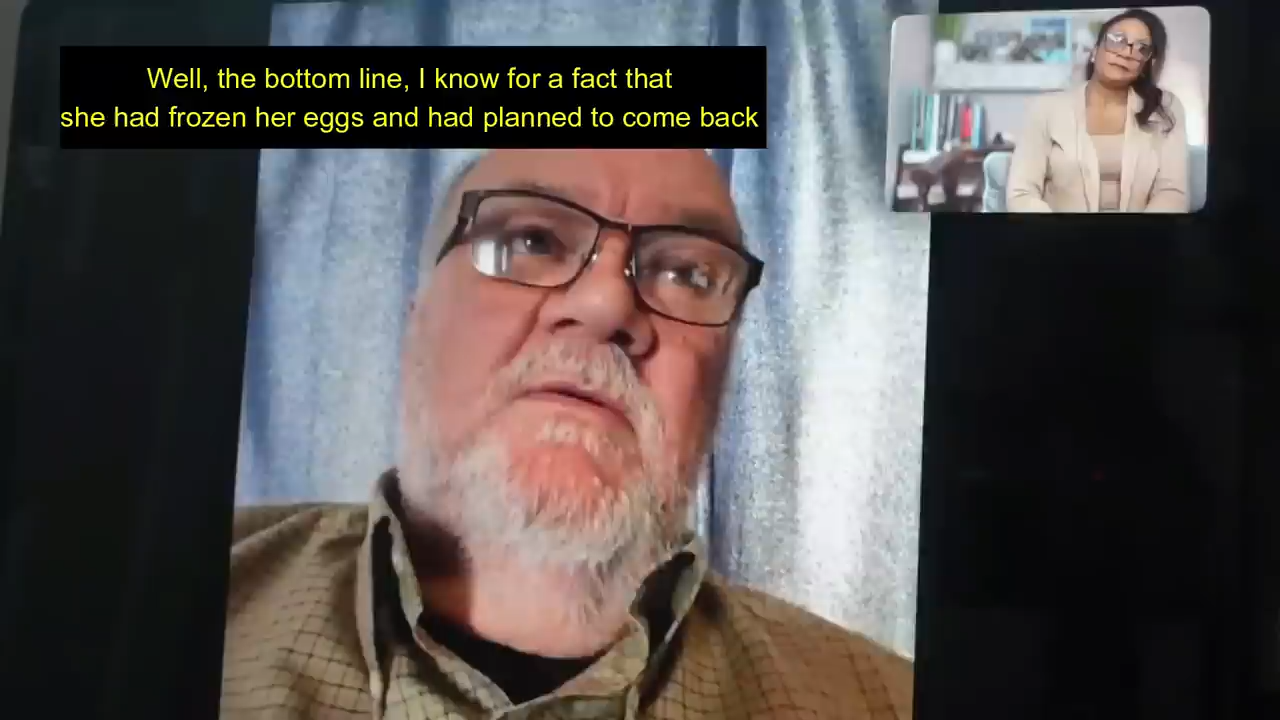 Well, the bottom line, I know for a fact that
she had frozen her eggs and had planned to come back